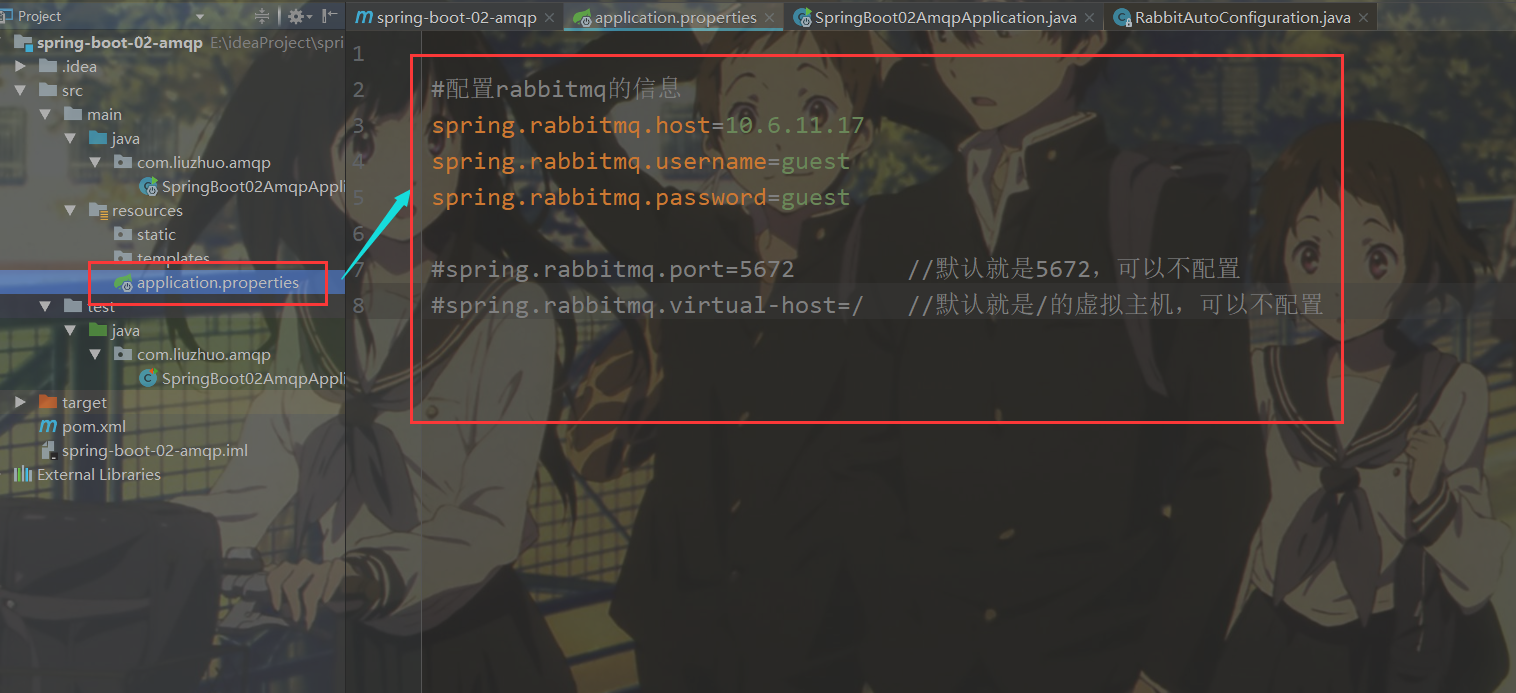 Project
spring-boot-02-amqp
application.properties
SpringBoot02AmqpApplication.java
RabbitAutoConfiguration.java
spring-boot-02-amqp E:\ideaProject\spri
.idea
src
main
java
com.liuzhuo.amqp
SpringBoot02AmqpAppli
resources
static
templates
application.properties
test
java
com.liuzhuo.amqp
SpringBoot02AmqpAppli
target
pom.xml
spring-boot-02-amqp.iml
External Libraries
1
2 #配置rabbitmq的信息
3 spring.rabbitmq.host=10.6.11.17
4 spring.rabbitmq.username=guest
5 spring.rabbitmq.password=guest
6
7 #spring.rabbitmq.port=5672 //默认就是5672，可以不配置
8 #spring.rabbitmq.virtual-host=/ //默认就是/的虚拟主机，可以不配置